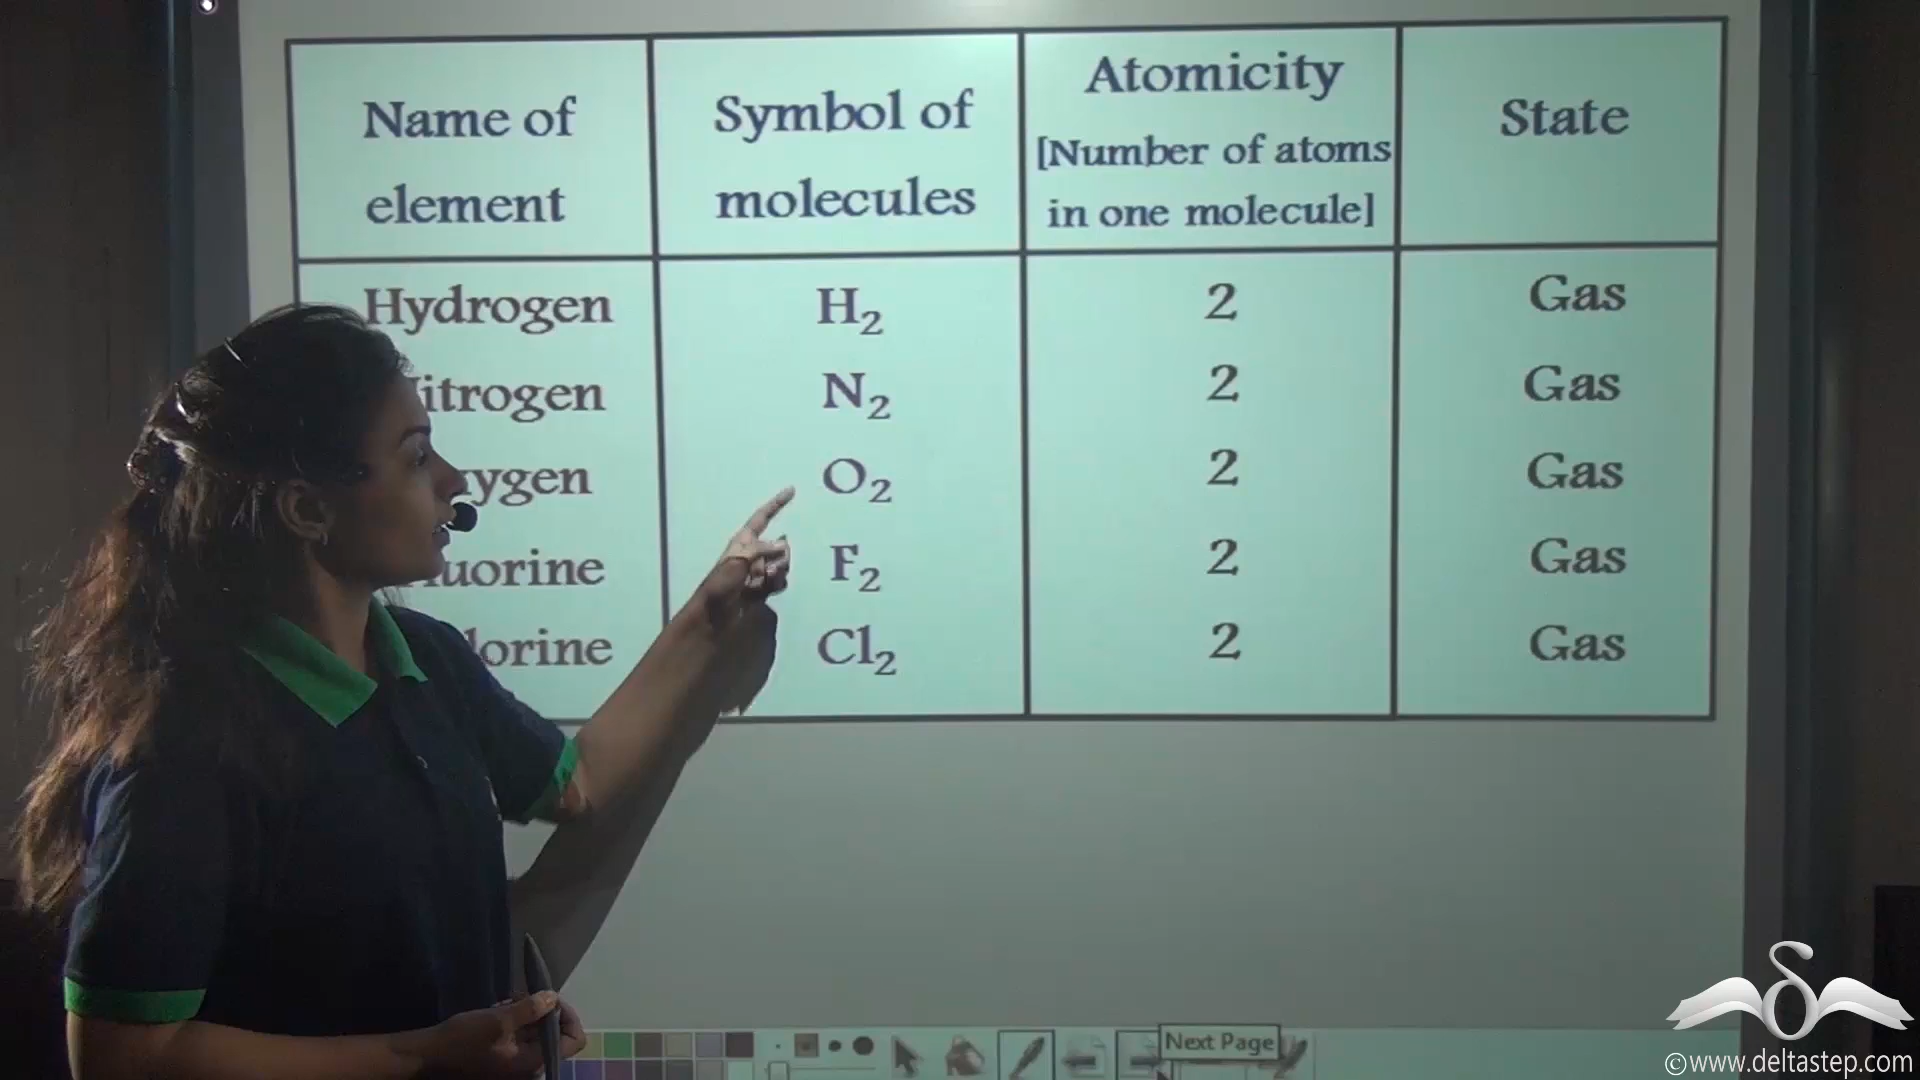 Name of
element
Symbol of
molecules
Atomicity
[Number of atoms
in one molecule]
State
Hydrogen H₂ 2 Gas
itrogen N₂ 2 Gas
ygen O₂ 2 Gas
uorine F₂ 2 Gas
lorine Cl₂ 2 Gas
Next Page
©www.deltastep.com